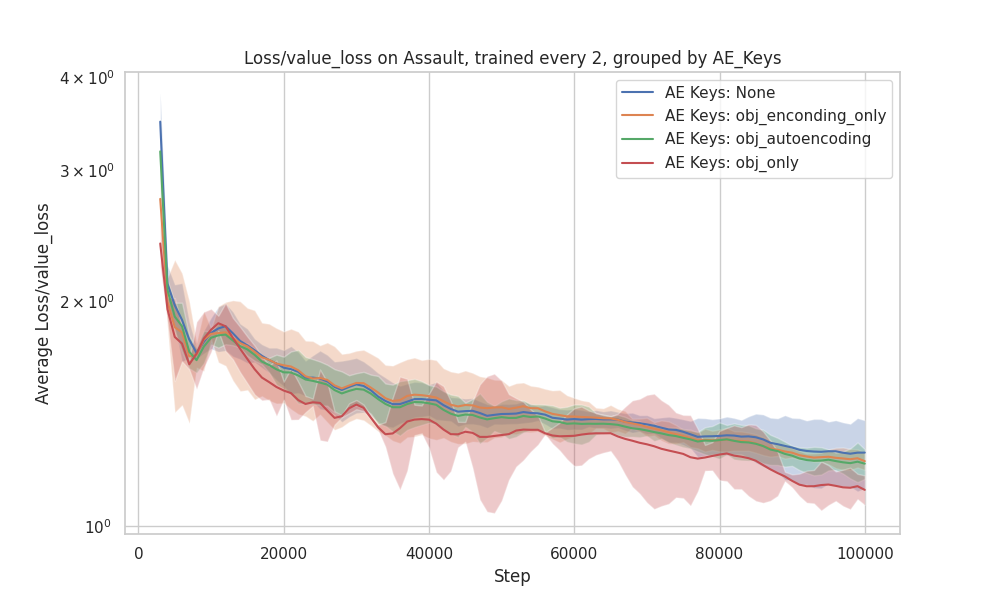 Loss/value_loss on Assault, trained every 2, grouped by AE_Keys
AE Keys: None
AE Keys: obj_enconding_only
AE Keys: obj_autoencoding
AE Keys: obj_only
Average Loss/value_loss
4 × 10⁰
3 × 10⁰
2 × 10⁰
10⁰
0 20000 40000 60000 80000 100000
Step